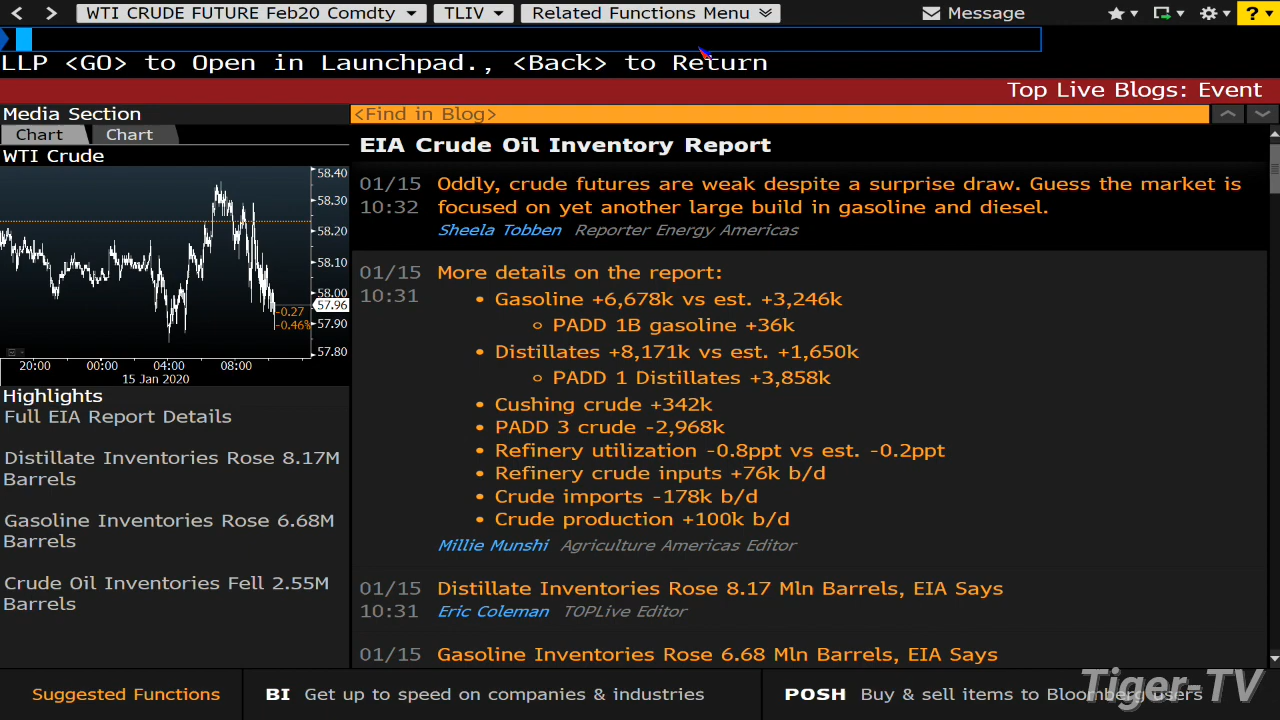 WTI CRUDE FUTURE Feb20 Comdty TLIV Related Functions Menu Message ?
LLP <GO> to Open in Launchpad., <Back> to Return
Top Live Blogs: Event
Media Section
<Find in Blog>
Chart Chart
WTI Crude
58.40
58.30
58.20
58.10
58.00
57.96
57.90
57.80
-0.27
-0.46%
20:00 00:00 04:00 08:00
15 Jan 2020
Highlights
Full EIA Report Details
Distillate Inventories Rose 8.17M
Barrels
Gasoline Inventories Rose 6.68M
Barrels
Crude Oil Inventories Fell 2.55M
Barrels
EIA Crude Oil Inventory Report
01/15 Oddly, crude futures are weak despite a surprise draw. Guess the market is
10:32 focused on yet another large build in gasoline and diesel.
Sheela Tobben Reporter Energy Americas
01/15 More details on the report:
10:31
• Gasoline +6,678k vs est. +3,246k
o PADD 1B gasoline +36k
• Distillates +8,171k vs est. +1,650k
o PADD 1 Distillates +3,858k
• Cushing crude +342k
• PADD 3 crude -2,968k
• Refinery utilization -0.8ppt vs est. -0.2ppt
• Refinery crude inputs +76k b/d
• Crude imports -178k b/d
• Crude production +100k b/d
Millie Munshi Agriculture Americas Editor
01/15 Distillate Inventories Rose 8.17 Mln Barrels, EIA Says
10:31 Eric Coleman TOPLive Editor
01/15 Gasoline Inventories Rose 6.68 Mln Barrels, EIA Says
Suggested Functions BI Get up to speed on companies & industries POSH Buy & sell items to Bloomberg users
Tiger-TV